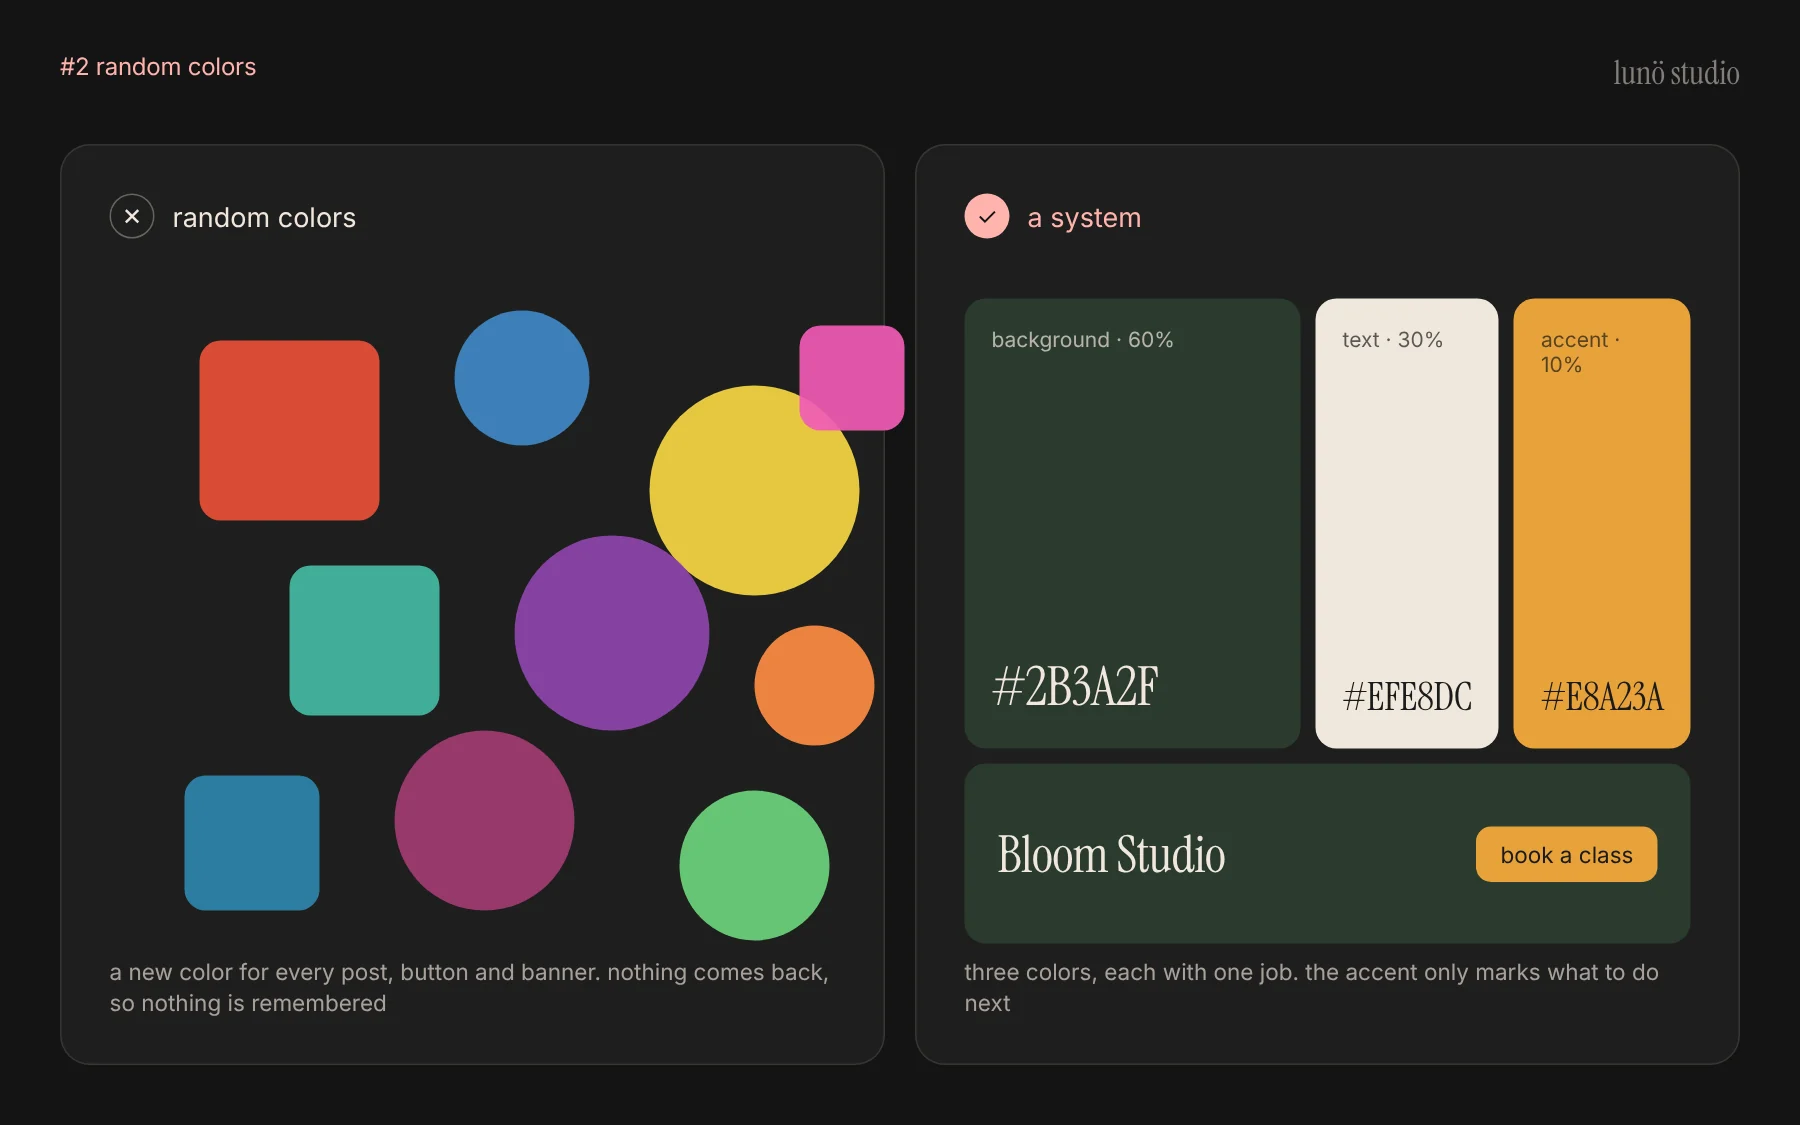 #2 random colors
lunö studio
random colors
a new color for every post, button and banner. nothing comes back,
so nothing is remembered
a system
background · 60%
#2B3A2F
text · 30%
#EFE8DC
accent ·
10%
#E8A23A
Bloom Studio
book a class
three colors, each with one job. the accent only marks what to do
next